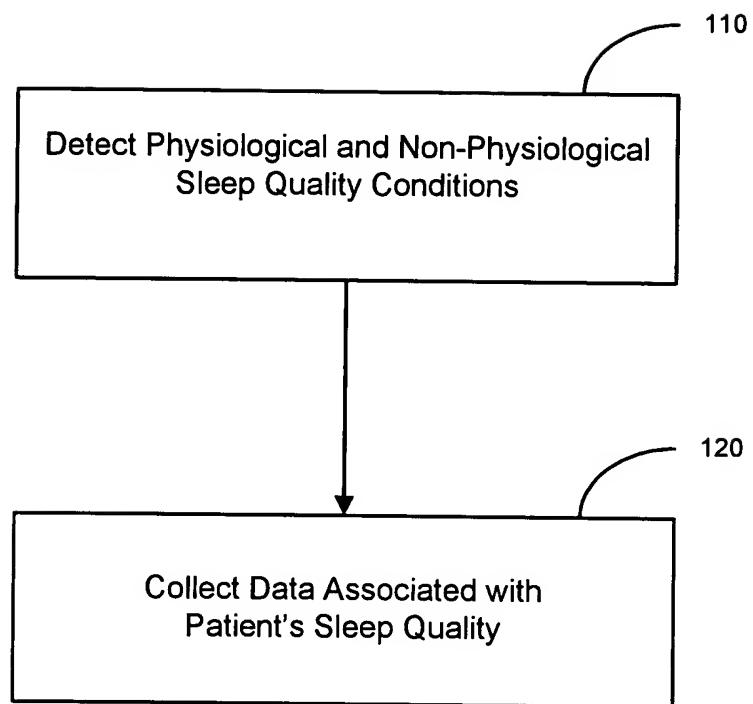 110
Detect Physiological and Non-Physiological
Sleep Quality Conditions
120
Collect Data Associated with
Patient's Sleep Quality